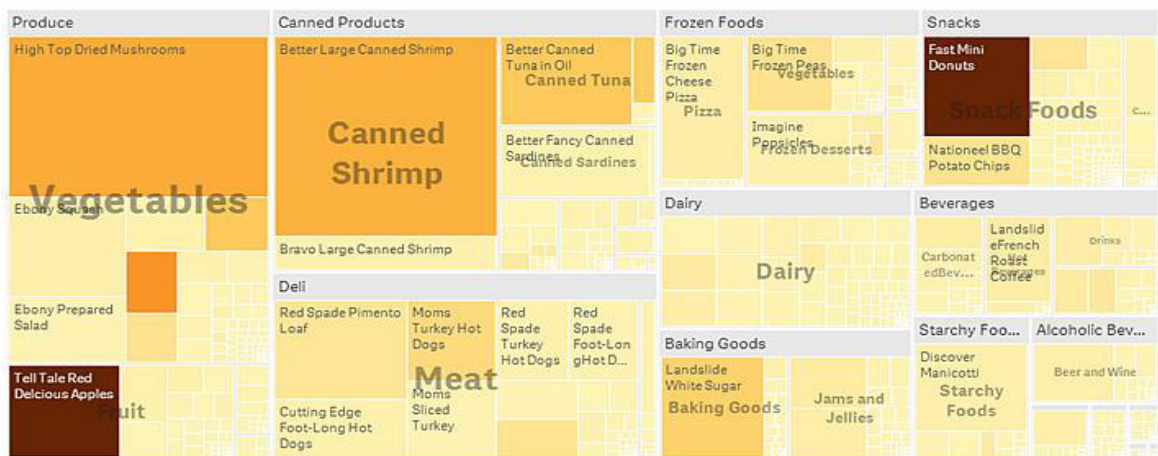 Produce
High Top Dried Mushrooms
Vegetables
Ebony Squash
Ebony Prepared
Salad
Tell Tale Red
Delcious Apples
Fruit
Canned Products
Better Large Canned Shrimp
Canned
Shrimp
Bravo Large Canned Shrimp
Better Canned
Tuna in Oil
Canned Tuna
Better Fancy Canned
Sardines
Canned Sardines
Deli
Red Spade Pimento
Loaf
Cutting Edge
Foot-Long Hot
Dogs
Moms
Turkey Hot
Dogs
Meat
Moms
Sliced
Turkey
Red
Spade
Turkey
Hot Dogs
Red
Spade
Foot-Lon
gHot D...
Frozen Foods
Big Time
Frozen
Cheese
Pizza
Pizza
Big Time
Frozen Peas
Vegetables
Imagine
Popsicles
Frozen Desserts
Dairy
Dairy
Baking Goods
Landslide
White Sugar
Baking Goods
Jams and
Jellies
Snacks
Fast Mini
Donuts
Snack Foods
C...
Nationeel BBQ
Potato Chips
Beverages
Carbonat
edBev...
Landslid
eFrench
Roast
Coffee
Hot
Beverages
Drinks
Starchy Foo...
Discover
Manicotti
Starchy
Foods
Alcoholic Bev...
Beer and Wine